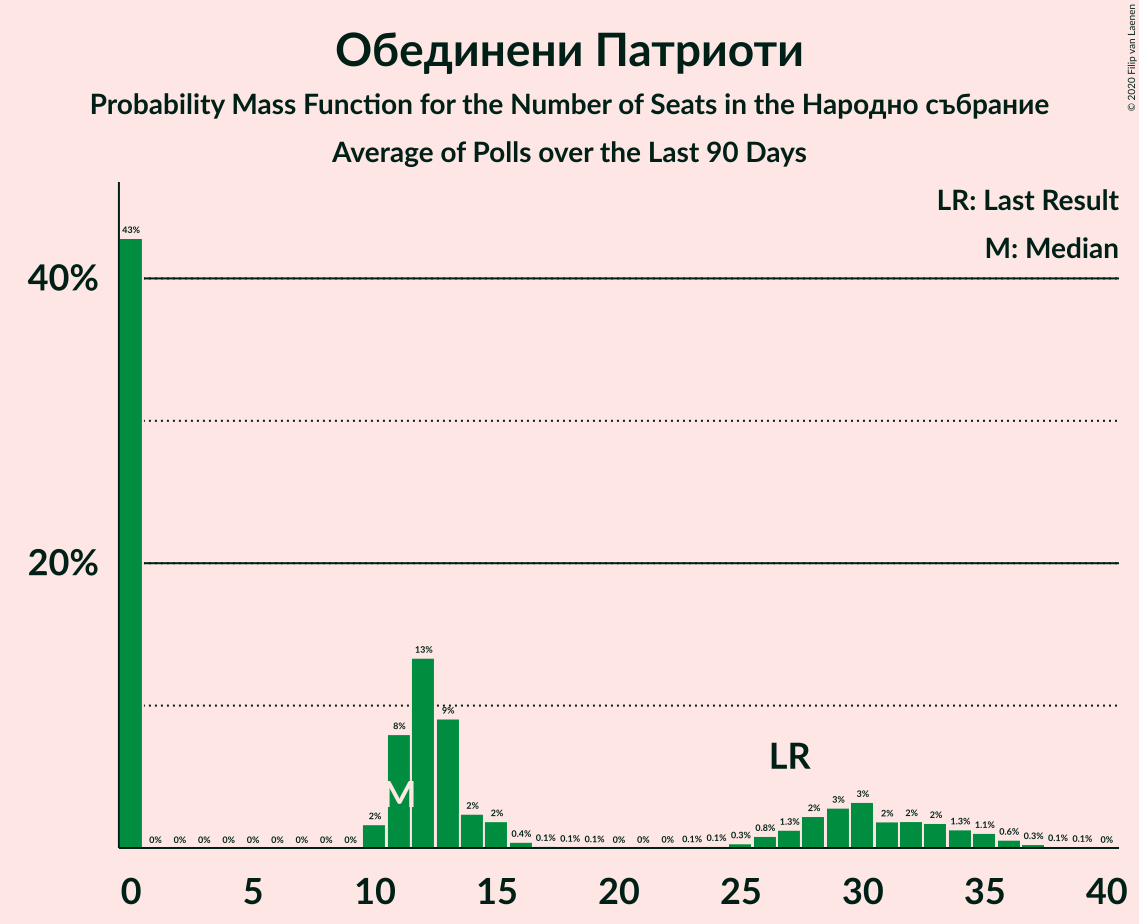 Обединени Патриоти
Probability Mass Function for the Number of Seats in the Народно събрание
Average of Polls over the Last 90 Days
© 2020 Filip van Laenen
LR: Last Result
M: Median
40%
20%
43%
0% 0% 0% 0% 0% 0% 0% 0% 0% 2% 8% 13% 9% 2% 2% 0.4% 0.1% 0.1% 0.1% 0% 0% 0% 0.1% 0.1% 0.3% 0.8% 1.3% 2% 3% 3% 2% 2% 2% 1.3% 1.1% 0.6% 0.3% 0.1% 0.1% 0%
M
LR
0 5 10 15 20 25 30 35 40